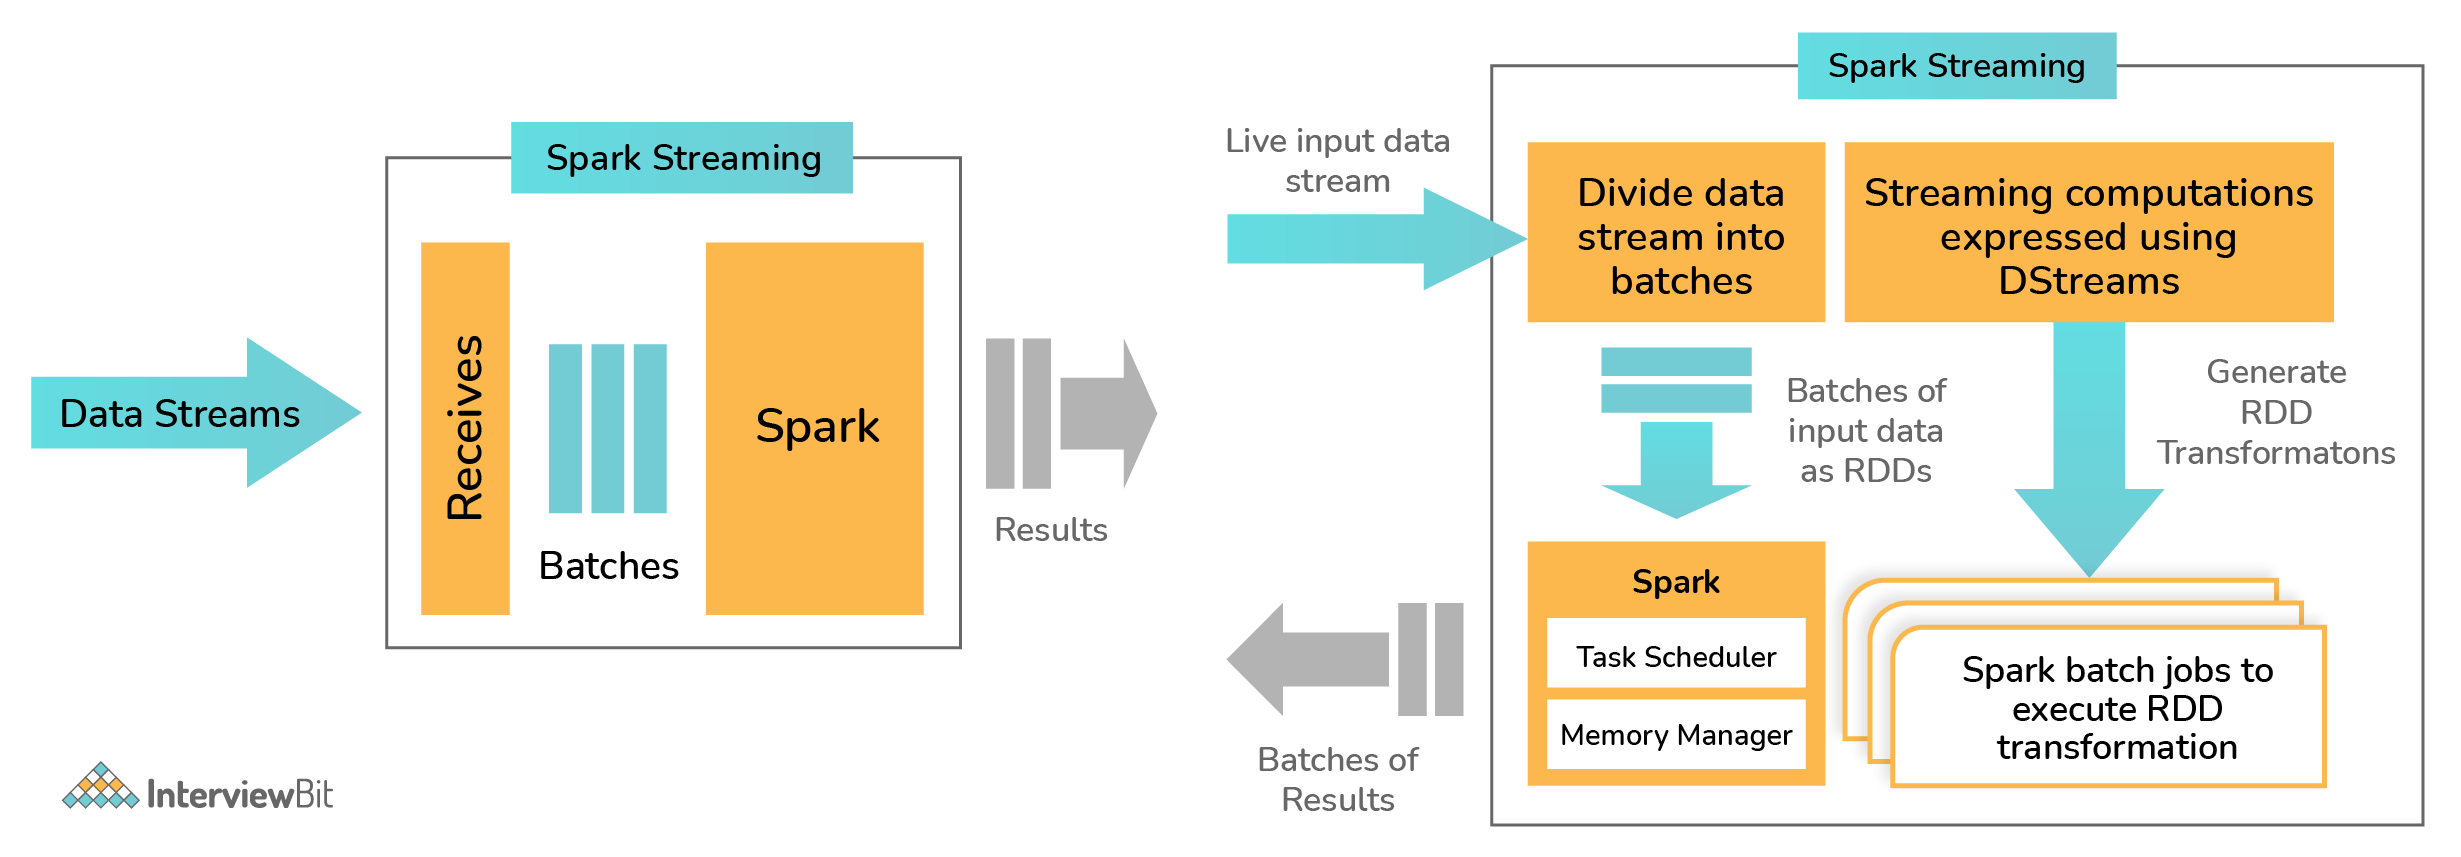 Spark Streaming
Data Streams
Receives
Batches
Spark
Results
InterviewBit
Spark Streaming
Live input data
stream
Divide data
stream into
batches
Streaming computations
expressed using
DStreams
Batches of
input data
as RDDs
Generate
RDD
Transformatons
Spark
Task Scheduler
Memory Manager
Spark batch jobs to
execute RDD
transformation
Batches of
Results